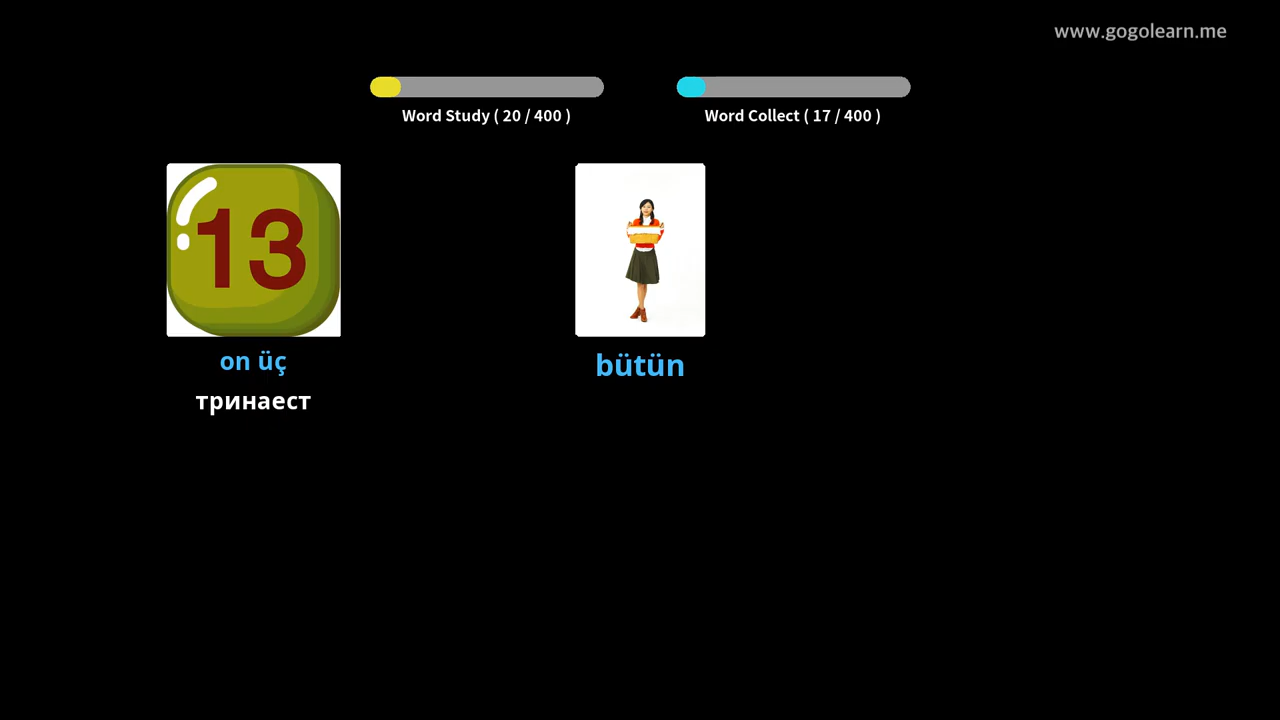 www.gogolearn.me
Word Study ( 20 / 400 )
Word Collect ( 17 / 400 )
13
on üç
тринаест
bütün